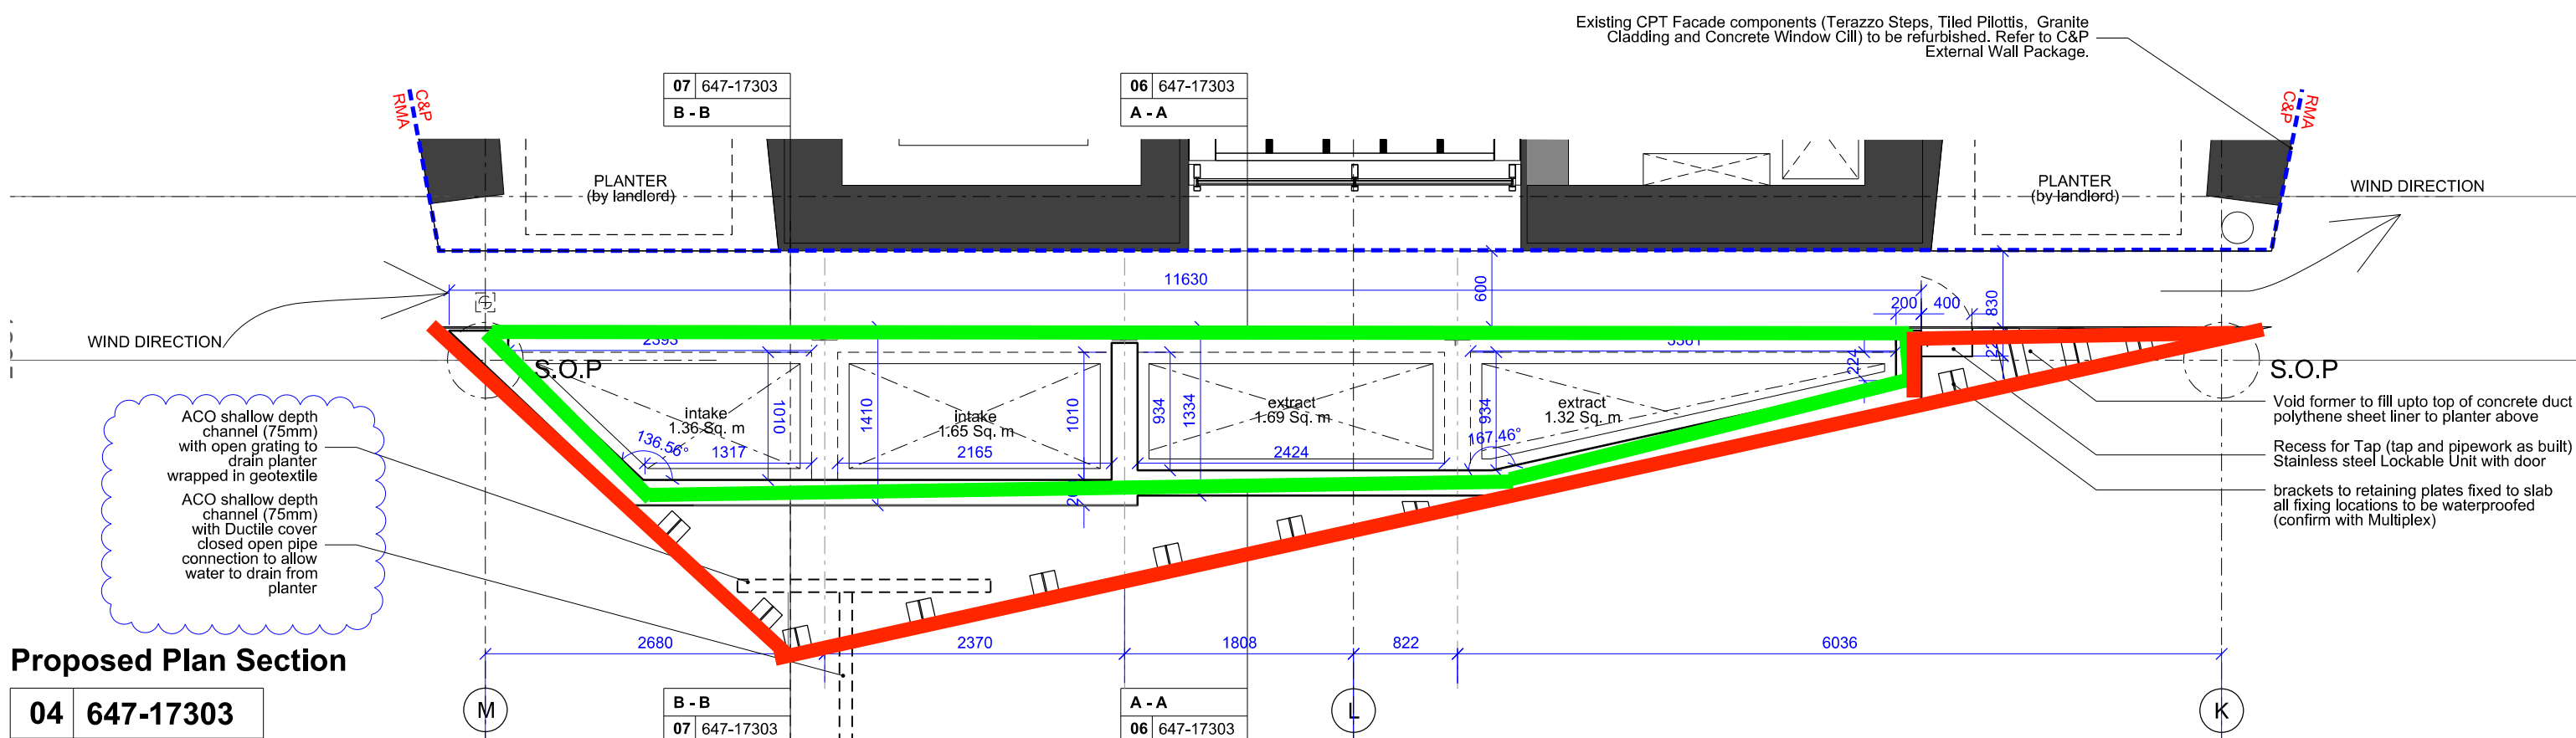 Existing CPT Facade components (Terazzo Steps, Tiled Pilottis, Granite
Cladding and Concrete Window Cill) to be refurbished. Refer to C&P
External Wall Package.
07 647-17303
B - B
06 647-17303
A - A
C&P
RMA
RMA
C&P
PLANTER
(by landlord)
PLANTER
(by landlord)
WIND DIRECTION
11630
600
200
400
830
WIND DIRECTION
2393
S.O.P
S.O.P
intake
1.36 Sq. m
1010
1410
intake
1.65 Sq. m
1010
934
1334
extract
1.69 Sq. m
934
extract
1.32 Sq. m
224
136.56°
1317
2165
2424
167.46°
ACO shallow depth
channel (75mm)
with open grating to
drain planter
wrapped in geotextile
ACO shallow depth
channel (75mm)
with Ductile cover
closed open pipe
connection to allow
water to drain from
planter
Void former to fill upto top of concrete duct
polythene sheet liner to planter above
Recess for Tap (tap and pipework as built)
Stainless steel Lockable Unit with door
brackets to retaining plates fixed to slab
all fixing locations to be waterproofed
(confirm with Multiplex)
2680
2370
1808
822
6036
Proposed Plan Section
04 647-17303
M
B - B
07 647-17303
A - A
06 647-17303
L
K